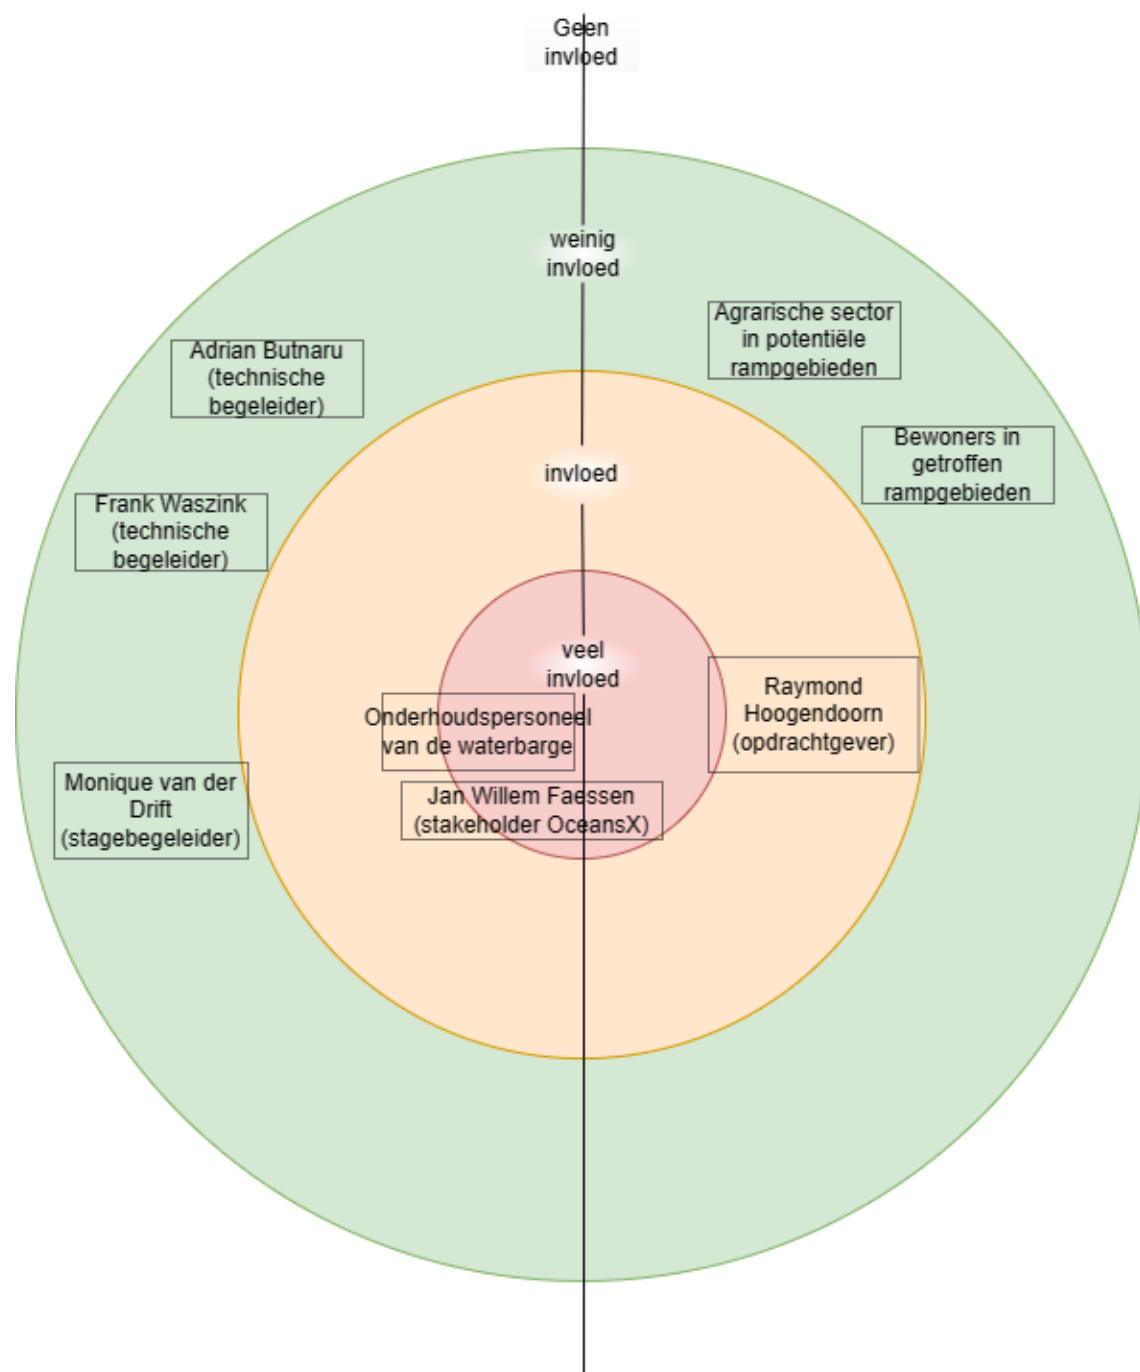 Geen
invloed
weinig
invloed
Agrarische sector
in potentiële
rampgebieden
Adrian Butnaru
(technische
begeleider)
Bewoners in
getroffen
rampgebieden
invloed
Frank Waszink
(technische
begeleider)
veel
invloed
Raymond
Hoogendoorn
(opdrachtgever)
Onderhoudspersoneel
van de waterbarge
Monique van der
Drift
(stagebegeleider)
Jan Willem Faessen
(stakeholder OceansX)